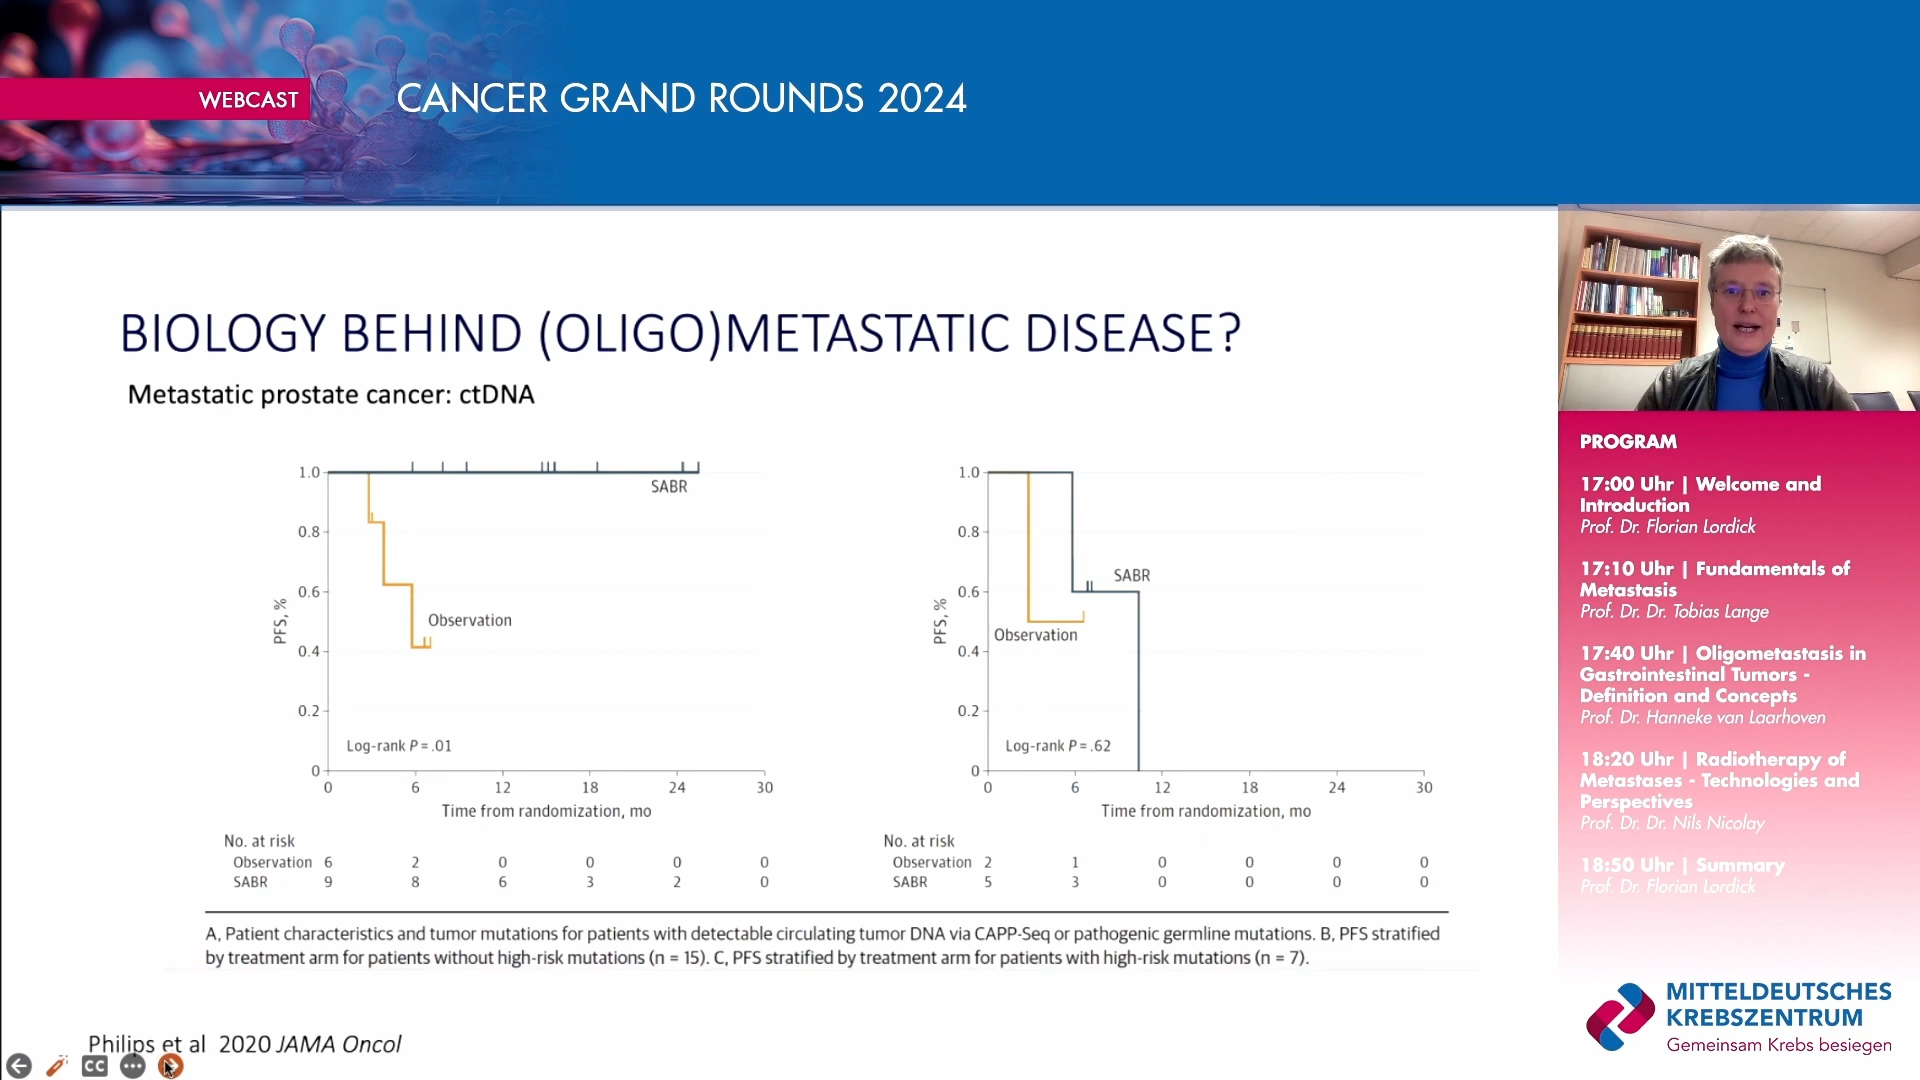 WEBCAST
CANCER GRAND ROUNDS 2024
BIOLOGY BEHIND (OLIGO)METASTATIC DISEASE?
Metastatic prostate cancer: ctDNA
1.0
0.8
0.6
0.4
0.2
0
PFS, %
SABR
Observation
Log-rank P = .01
0 6 12 18 24 30
Time from randomization, mo
No. at risk
Observation 6 2 0 0 0 0
SABR 9 8 6 3 2 0
1.0
0.8
0.6
0.4
0.2
0
PFS, %
SABR
Observation
Log-rank P = .62
0 6 12 18 24 30
Time from randomization, mo
No. at risk
Observation 2 1 0 0 0 0
SABR 5 3 0 0 0 0
A, Patient characteristics and tumor mutations for patients with detectable circulating tumor DNA via CAPP-Seq or pathogenic germline mutations. B, PFS stratified
by treatment arm for patients without high-risk mutations (n = 15). C, PFS stratified by treatment arm for patients with high-risk mutations (n = 7).
Philips et al 2020 JAMA Oncol
CC
PROGRAM
17:00 Uhr | Welcome and
Introduction
Prof. Dr. Florian Lordick
17:10 Uhr | Fundamentals of
Metastasis
Prof. Dr. Dr. Tobias Lange
17:40 Uhr | Oligometastasis in
Gastrointestinal Tumors -
Definition and Concepts
Prof. Dr. Hanneke van Laarhoven
18:20 Uhr | Radiotherapy of
Metastases - Technologies and
Perspectives
Prof. Dr. Dr. Nils Nicolay
18:50 Uhr | Summary
Prof. Dr. Florian Lordick
MITTELDEUTSCHES
KREBSZENTRUM
Gemeinsam Krebs besiegen